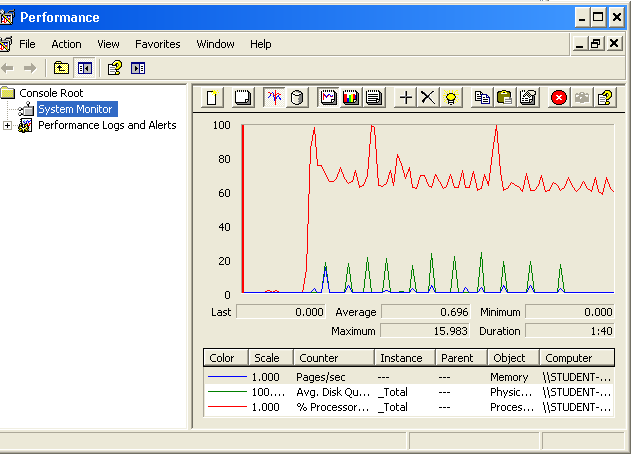 Performance
File Action View Favorites Window Help
Console Root
System Monitor
Performance Logs and Alerts
100
80
60
40
20
0
Last 0.000 Average 0.696 Minimum 0.000
Maximum 15.983 Duration 1:40
Color Scale Counter Instance Parent Object Computer
1.000 Pages/sec --- --- Memory \\STUDENT-...
100.... Avg. Disk Qu... _Total --- Physic... \\STUDENT-...
1.000 % Processor... _Total --- Proces... \\STUDENT-...